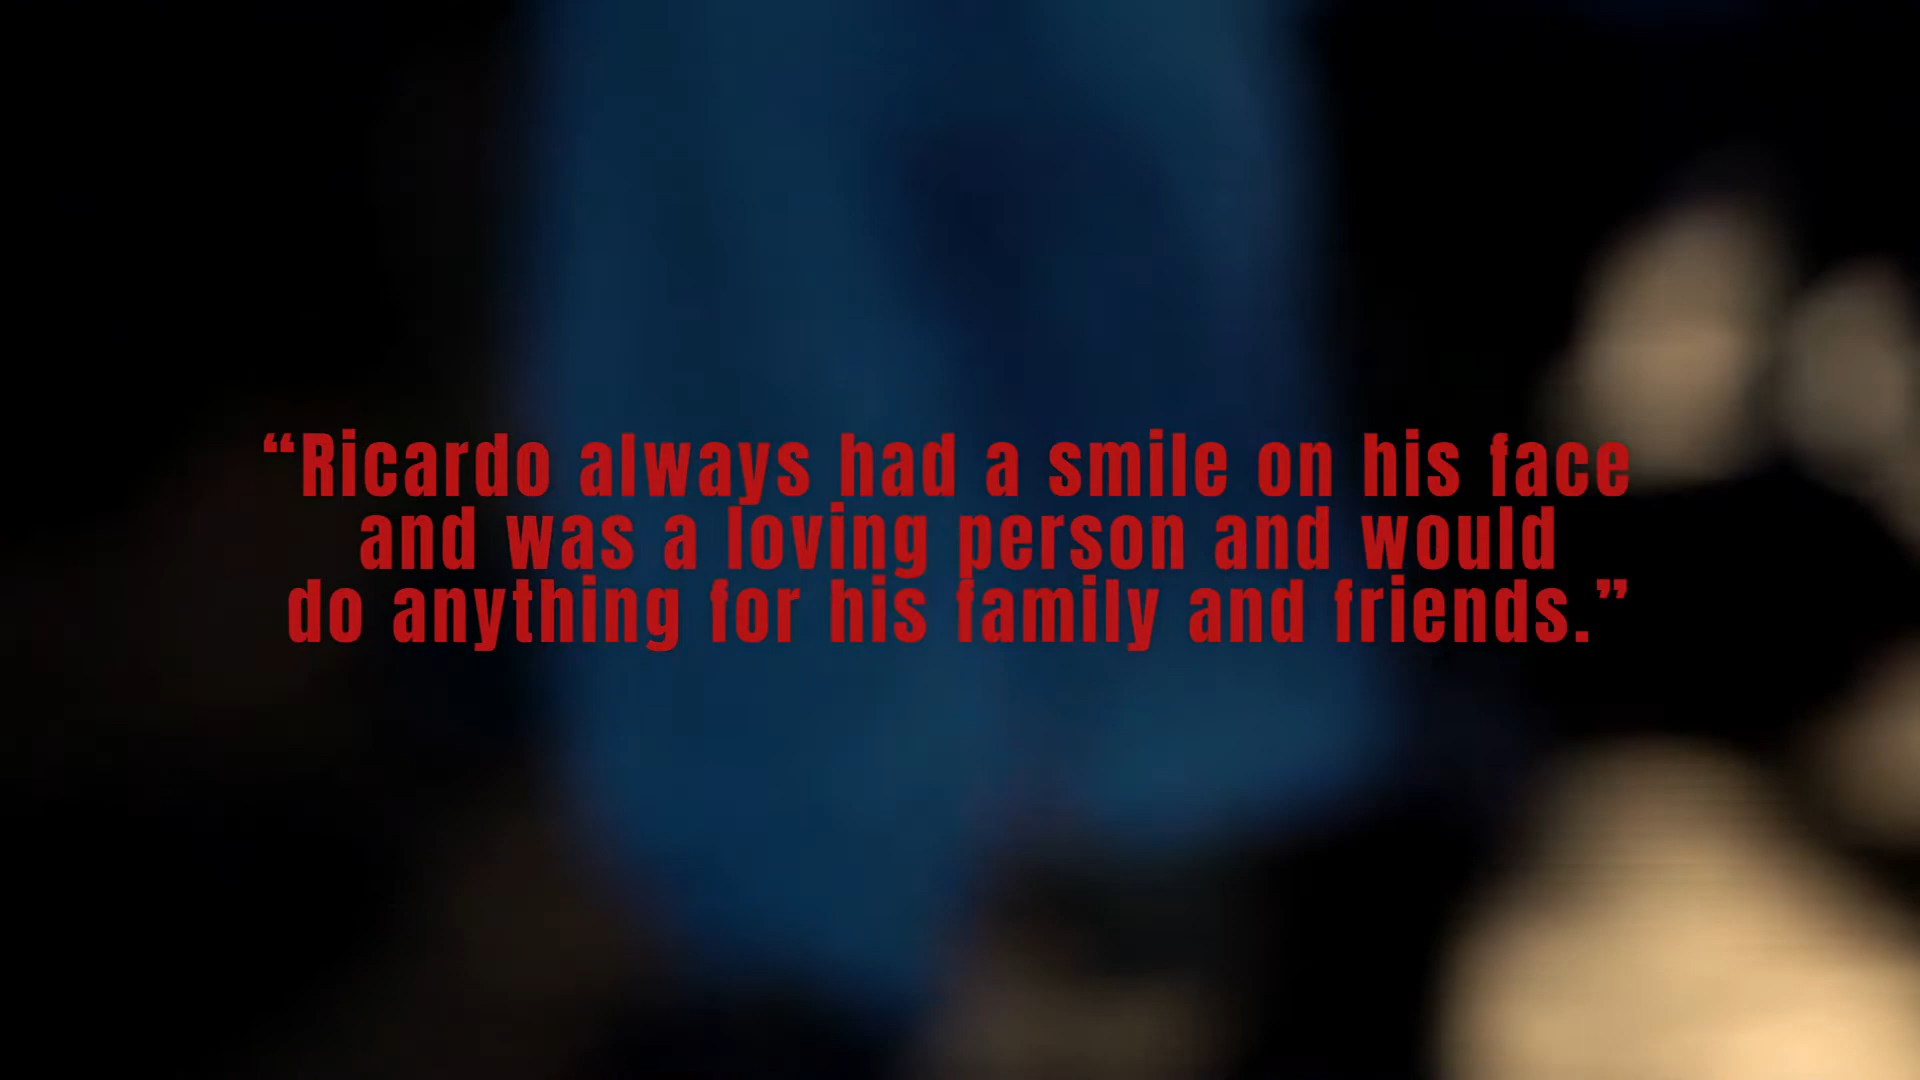 “Ricardo always had a smile on his face
and was a loving person and would
do anything for his family and friends.”